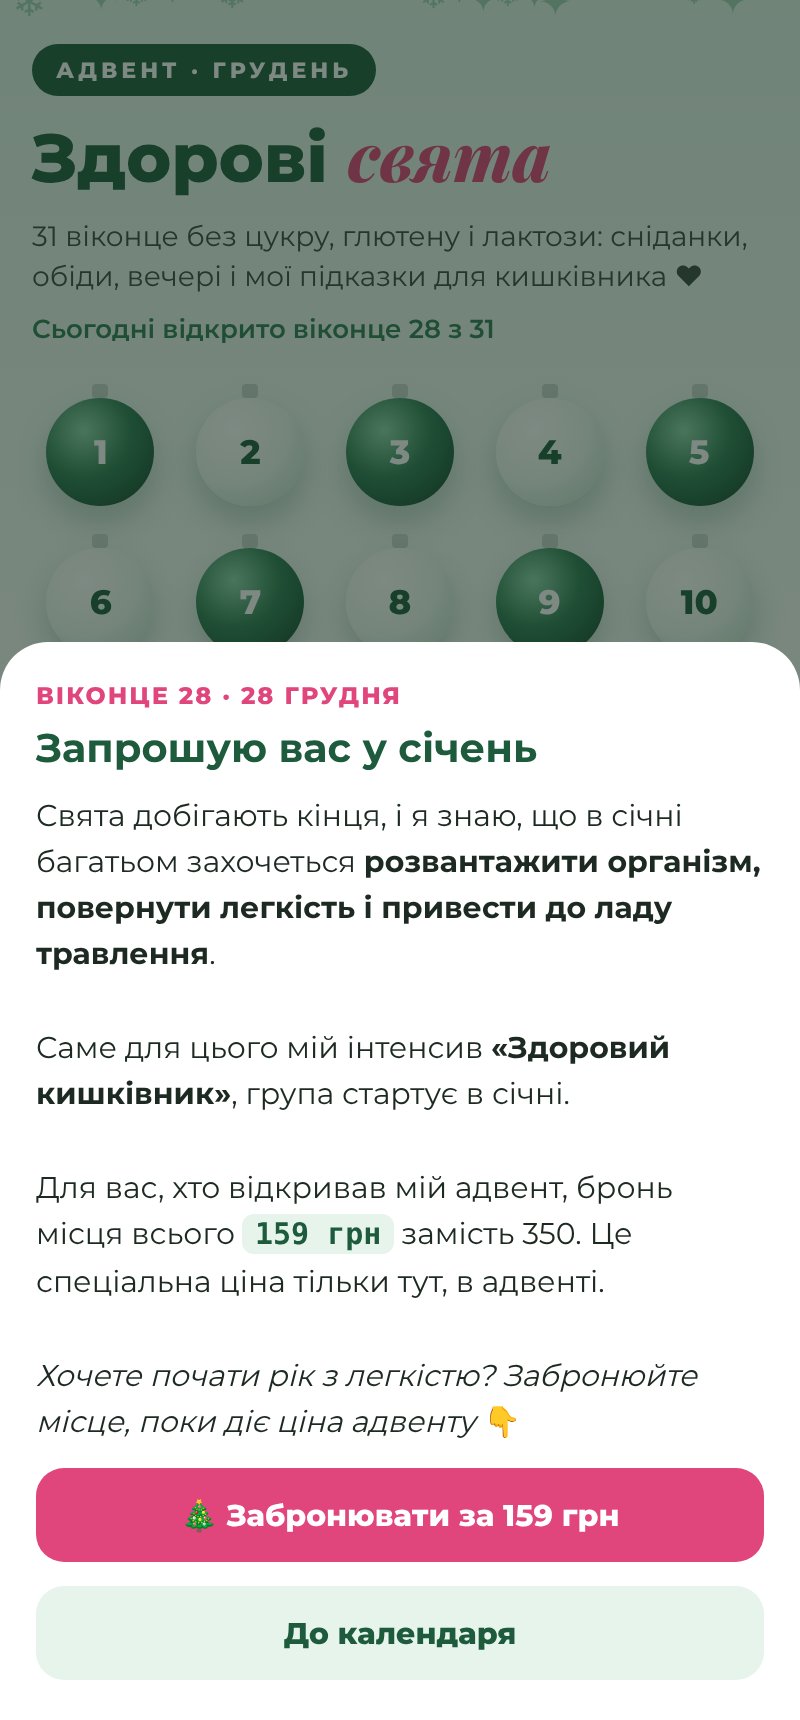 АДВЕНТ · ГРУДЕНЬ
Здорові свята
31 віконце без цукру, глютену і лактози: сніданки,
обіди, вечері і мої підказки для кишківника ♥
Сьогодні відкрито віконце 28 з 31
1 2 3 4 5
6 7 8 9 10
ВІКОНЦЕ 28 · 28 ГРУДНЯ
Запрошую вас у січень
Свята добігають кінця, і я знаю, що в січні
багатьом захочеться розвантажити організм,
повернути легкість і привести до ладу
травлення.
Саме для цього мій інтенсив «Здоровий
кишківник», група стартує в січні.
Для вас, хто відкривав мій адвент, бронь
місця всього 159 грн замість 350. Це
спеціальна ціна тільки тут, в адвенті.
Хочете почати рік з легкістю? Забронюйте
місце, поки діє ціна адвенту 👇
🎄 Забронювати за 159 грн
До календаря